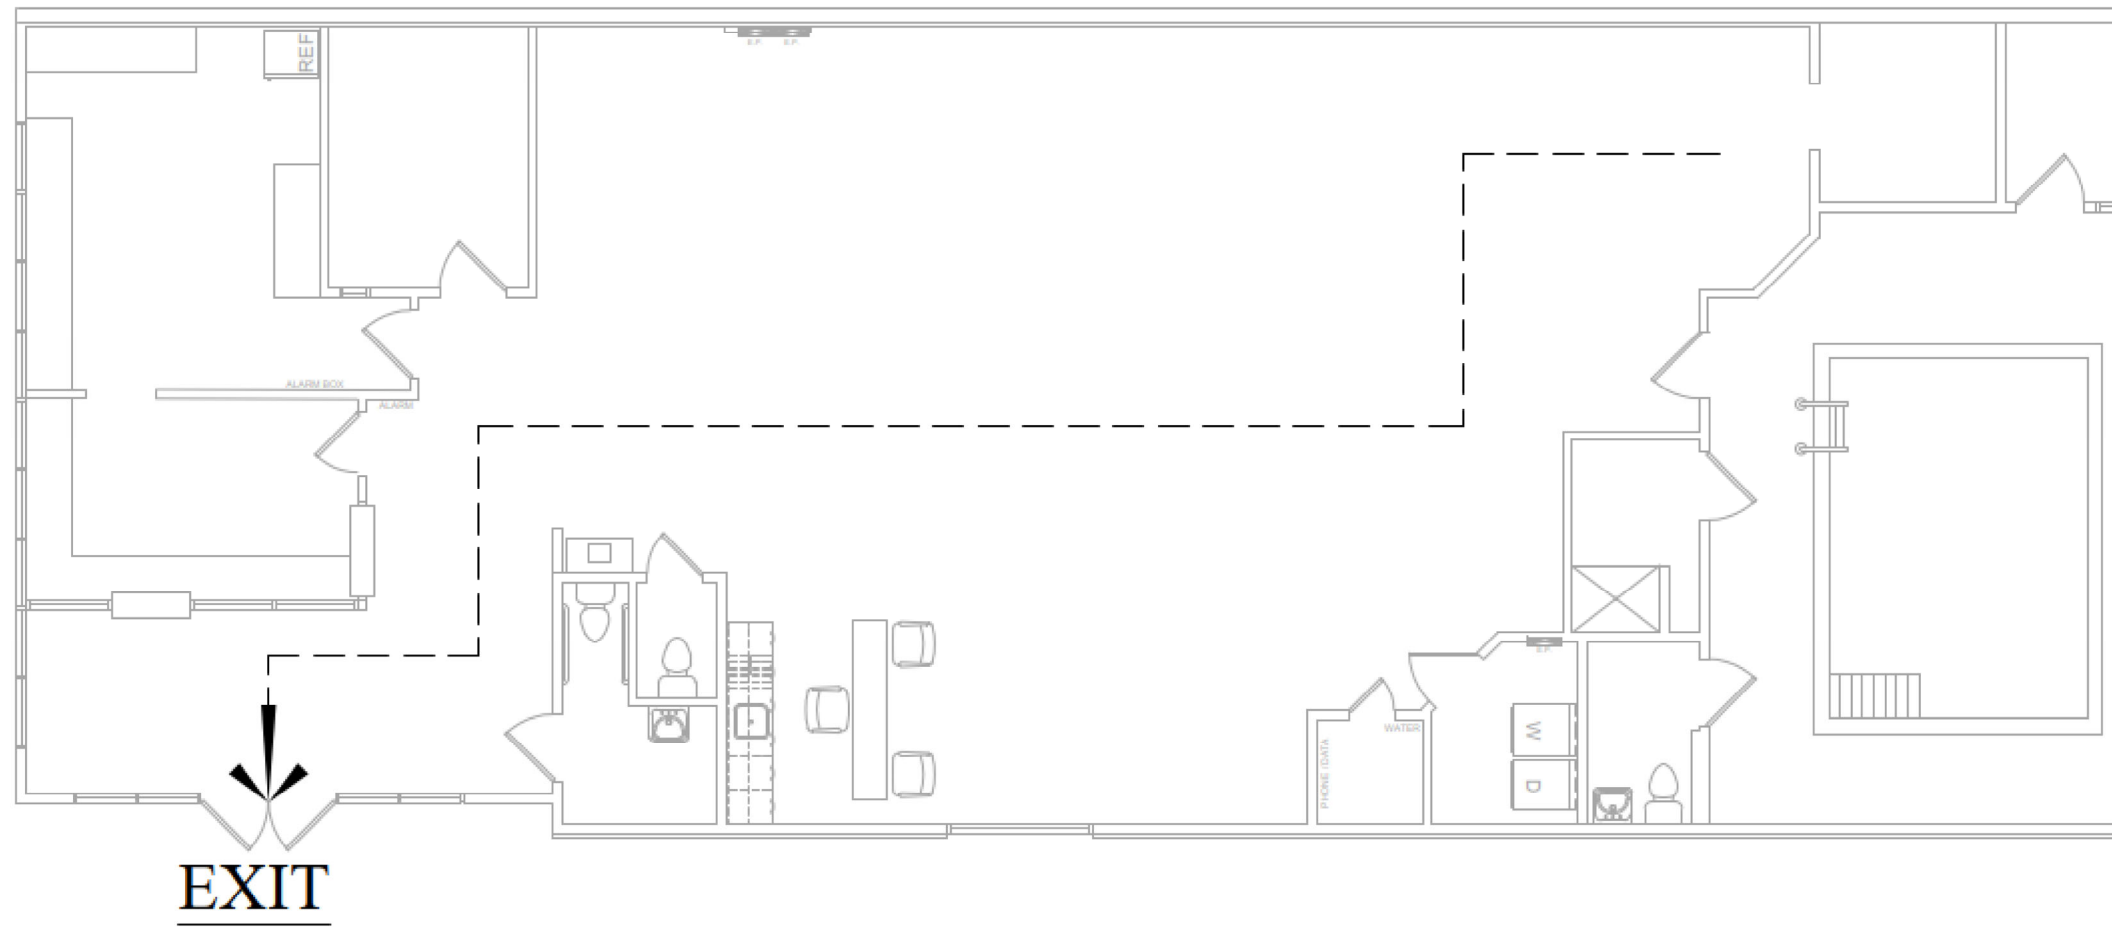 REF
E.P. E.P.
ALARM BOX
ALARM
E.P.
WATER
PHONE /DATA
W
D
EXIT